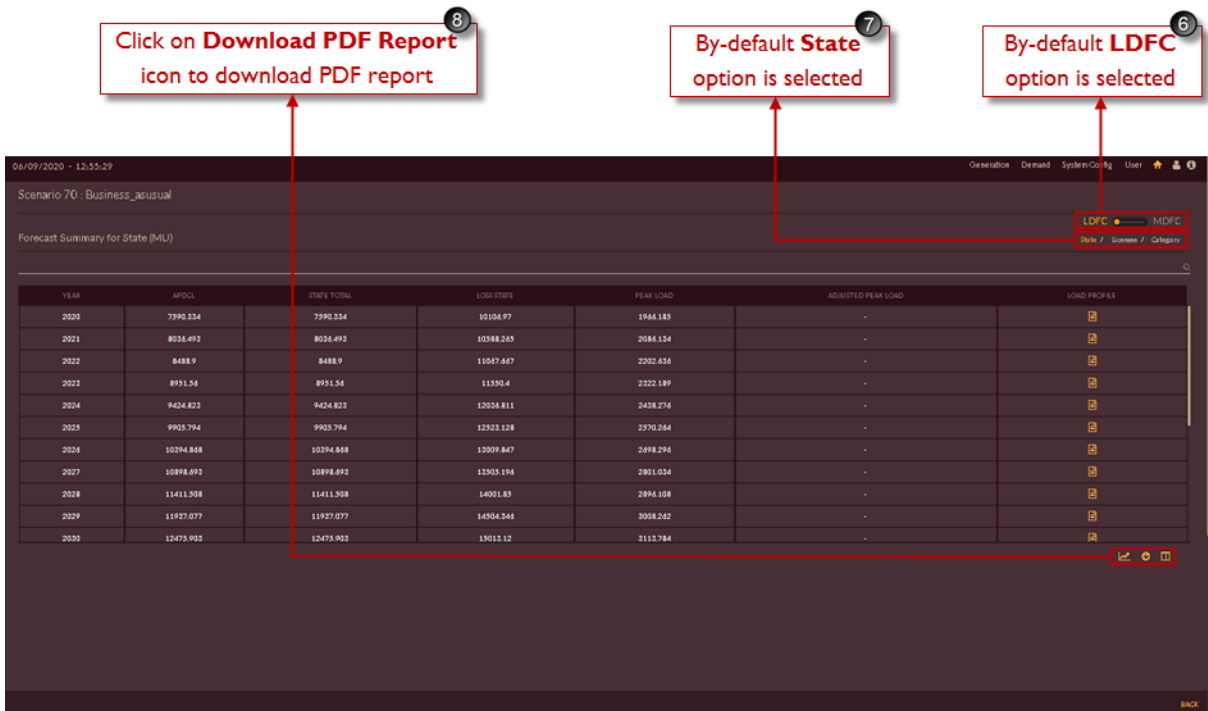 8
Click on Download PDF Report
icon to download PDF report
7
By-default State
option is selected
6
By-default LDFC
option is selected
06/09/2020 - 12:55:29
Generation Demand System Config User
Scenario 70 : Business_asusual
LDFC MDFC
Forecast Summary for State (MU)
State / Licensee / Category
YEAR APDCL STATE TOTAL LOSS STATE PEAK LOAD ADJUSTED PEAK LOAD LOAD PROFILE
2020 7590.334 7590.334 10106.97 1966.185 -
2021 8036.493 8036.493 10588.265 2086.134 -
2022 8488.9 8488.9 11067.667 2202.636 -
2023 8951.56 8951.56 11550.4 2322.189 -
2024 9424.823 9424.823 12036.811 2438.276 -
2025 9905.794 9905.794 12523.128 2570.264 -
2026 10394.868 10394.868 13009.847 2698.296 -
2027 10898.692 10898.692 13505.196 2801.034 -
2028 11411.508 11411.508 14001.85 2896.108 -
2029 11937.077 11937.077 14504.346 3008.262 -
2030 12475.902 12475.902 15012.12 3112.784 -
BACK